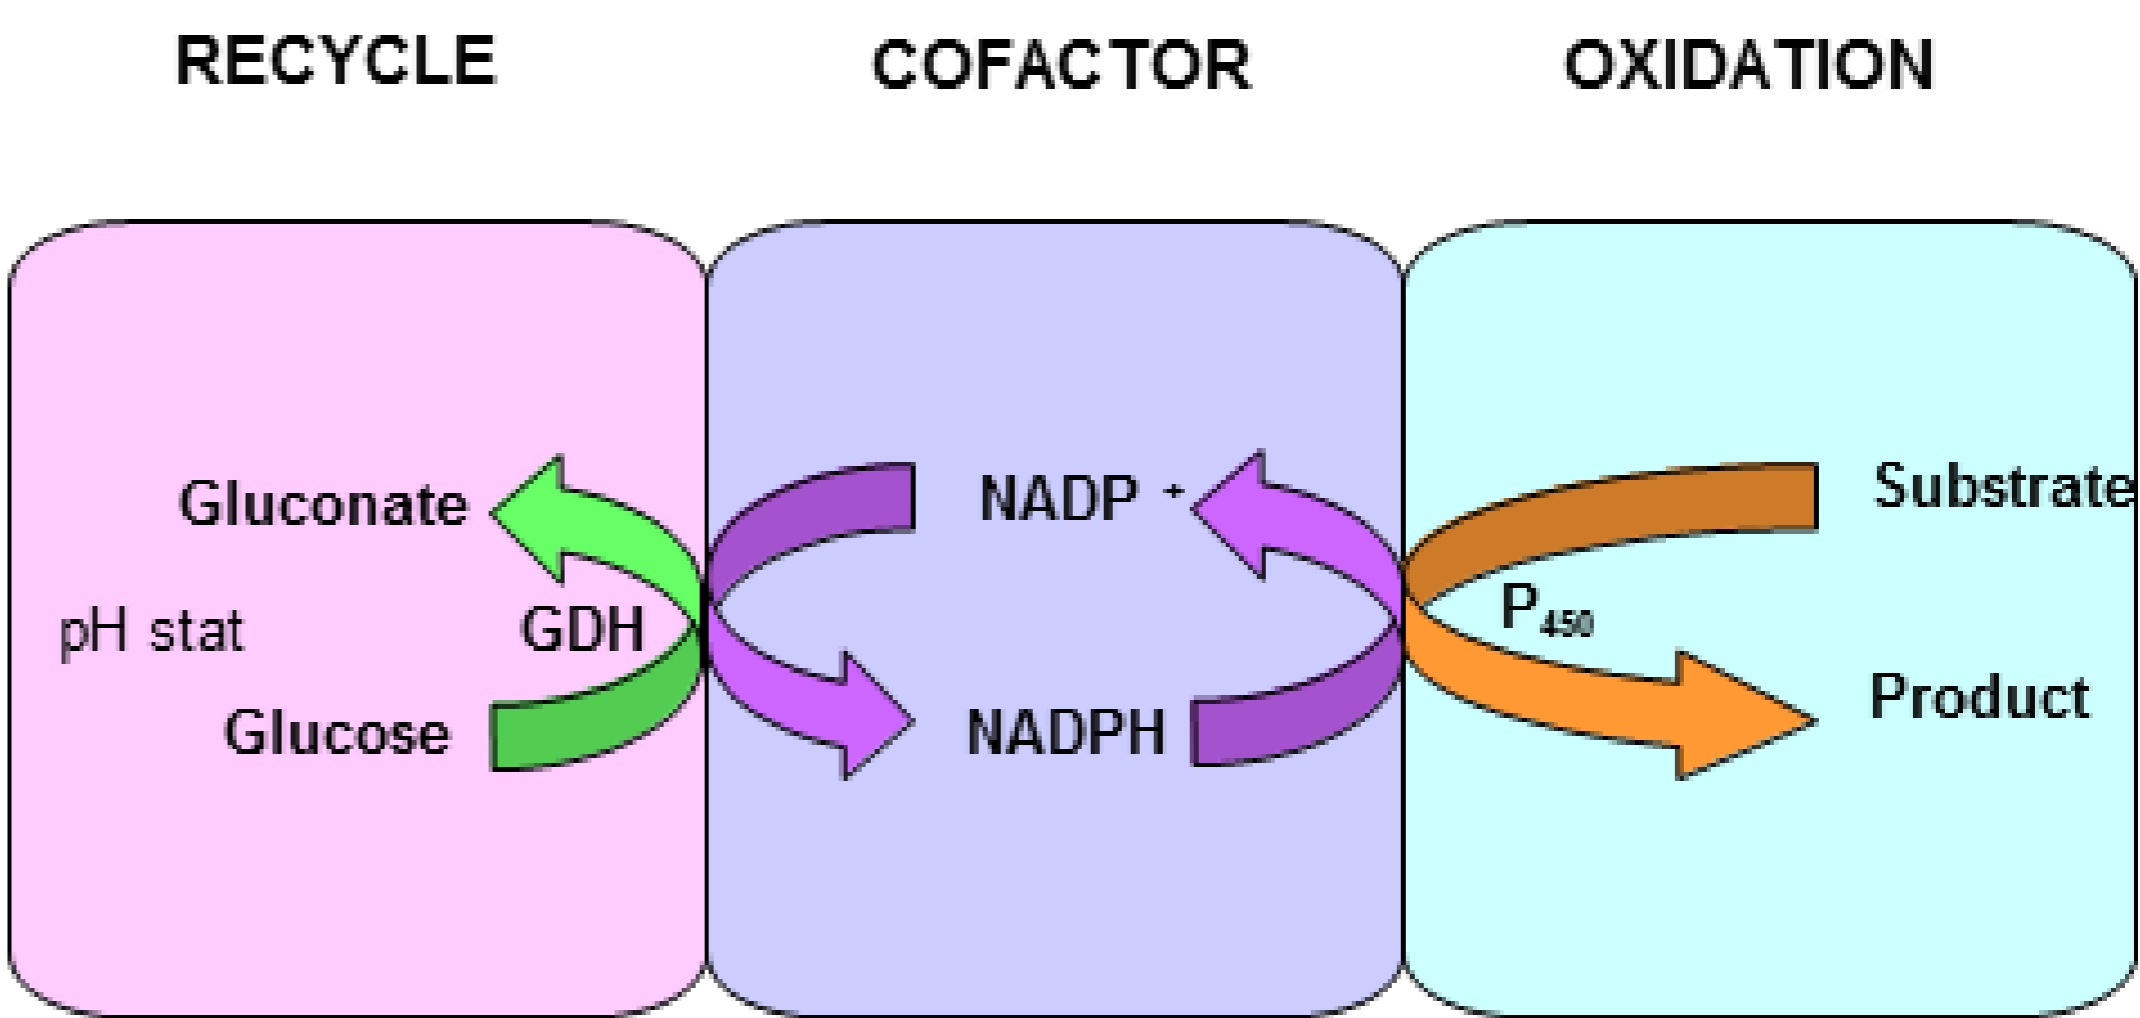 RECYCLE
COFACTOR
OXIDATION
Gluconate
NADP +
Substrate
pH stat
GDH
P450
Glucose
NADPH
Product